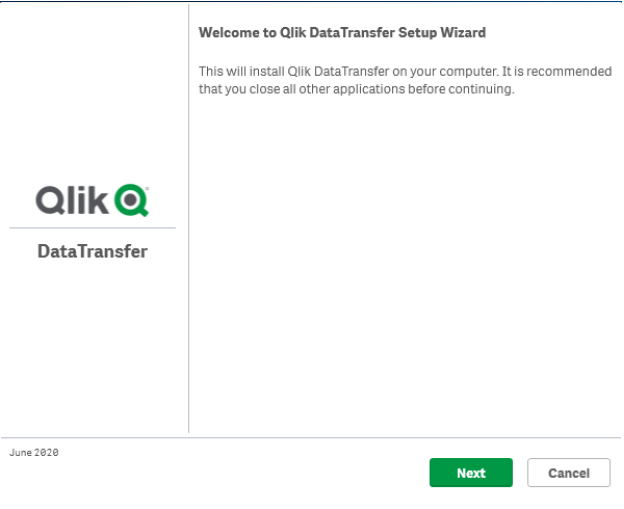 Welcome to Qlik DataTransfer Setup Wizard
This will install Qlik DataTransfer on your computer. It is recommended
that you close all other applications before continuing.
Qlik
DataTransfer
June 2020
Next
Cancel